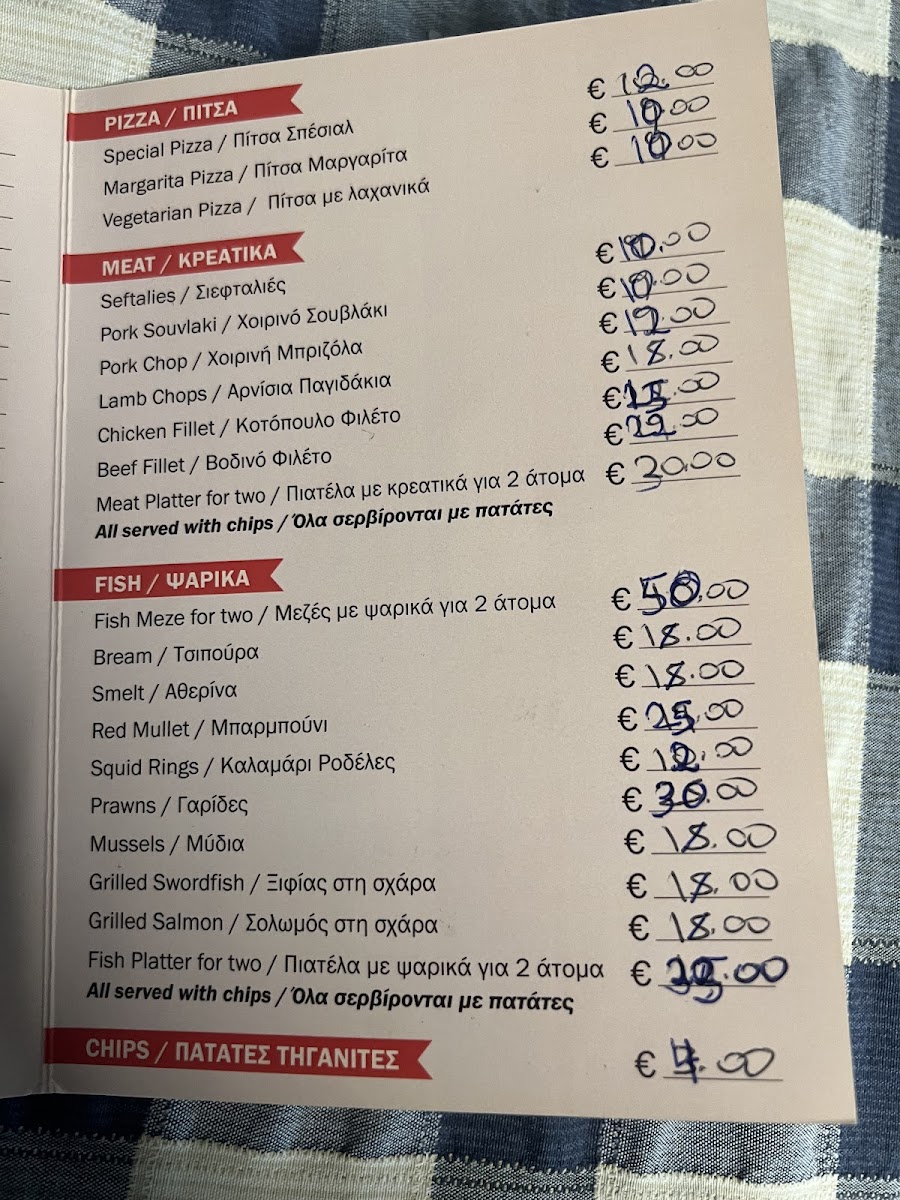 PIZZA / ΠΙΤΣΑ
Special Pizza / Πίτσα Σπέσιαλ € 12.00
Margarita Pizza / Πίτσα Μαργαρίτα € 10.00
Vegetarian Pizza / Πίτσα με λαχανικά € 10.00
MEAT / ΚΡΕΑΤΙΚΑ
Seftalies / Σιεφταλιές € 10.00
Pork Souvlaki / Χοιρινό Σουβλάκι € 10.00
Pork Chop / Χοιρινή Μπριζόλα € 12.00
Lamb Chops / Αρνίσια Παγιδάκια € 18.00
Chicken Fillet / Κοτόπουλο Φιλέτο €
Beef Fillet / Βοδινό Φιλέτο € 22.00
Meat Platter for two / Πιατέλα με κρεατικά για 2 άτομα € 30.00
All served with chips / Όλα σερβίρονται με πατάτες
FISH / ΨΑΡΙΚΑ
Fish Meze for two / Μεζές με ψαρικά για 2 άτομα € 50.00
Bream / Τσιπούρα € 18.00
Smelt / Αθερίνα € 18.00
Red Mullet / Μπαρμπούνι € 25.00
Squid Rings / Καλαμάρι Ροδέλες € 12.00
Prawns / Γαρίδες € 30.00
Mussels / Μύδια € 18.00
Grilled Swordfish / Ξιφίας στη σχάρα € 18.00
Grilled Salmon / Σολωμός στη σχάρα € 18.00
Fish Platter for two / Πιατέλα με ψαρικά για 2 άτομα €
All served with chips / Όλα σερβίρονται με πατάτες
CHIPS / ΠΑΤΑΤΕΣ ΤΗΓΑΝΙΤΕΣ € 4.00